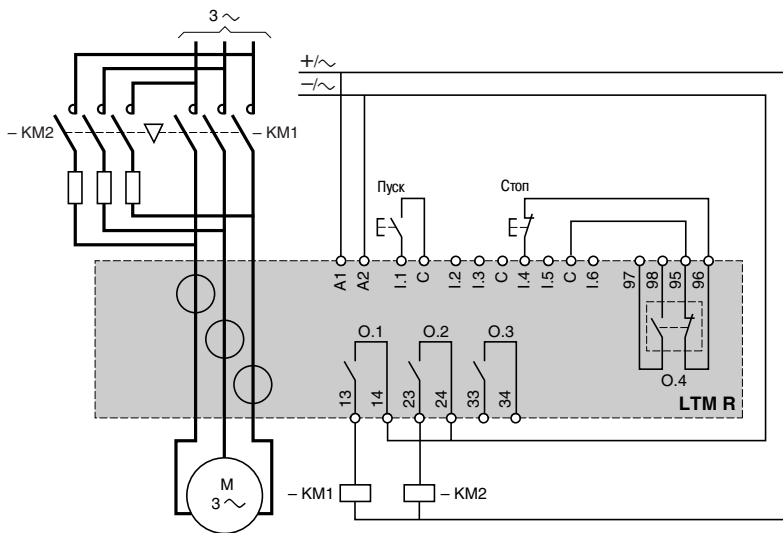 3 ∼
+/∼
−/∼
– KM2
– KM1
Пуск
Стоп
A1
A2
I.1
C
I.2
I.3
C
I.4
I.5
C
I.6
97
98
95
96
O.1
O.2
O.3
O.4
13
14
23
24
33
34
LTM R
M
3 ∼
– KM1
– KM2